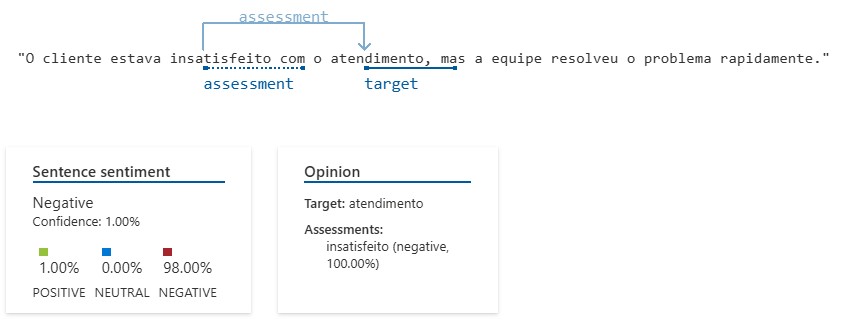 assessment
"O cliente estava insatisfeito com o atendimento, mas a equipe resolveu o problema rapidamente."
assessment target
Sentence sentiment
Negative
Confidence: 1.00%
1.00% 0.00% 98.00%
POSITIVE NEUTRAL NEGATIVE
Opinion
Target: atendimento
Assessments:
insatisfeito (negative,
100.00%)